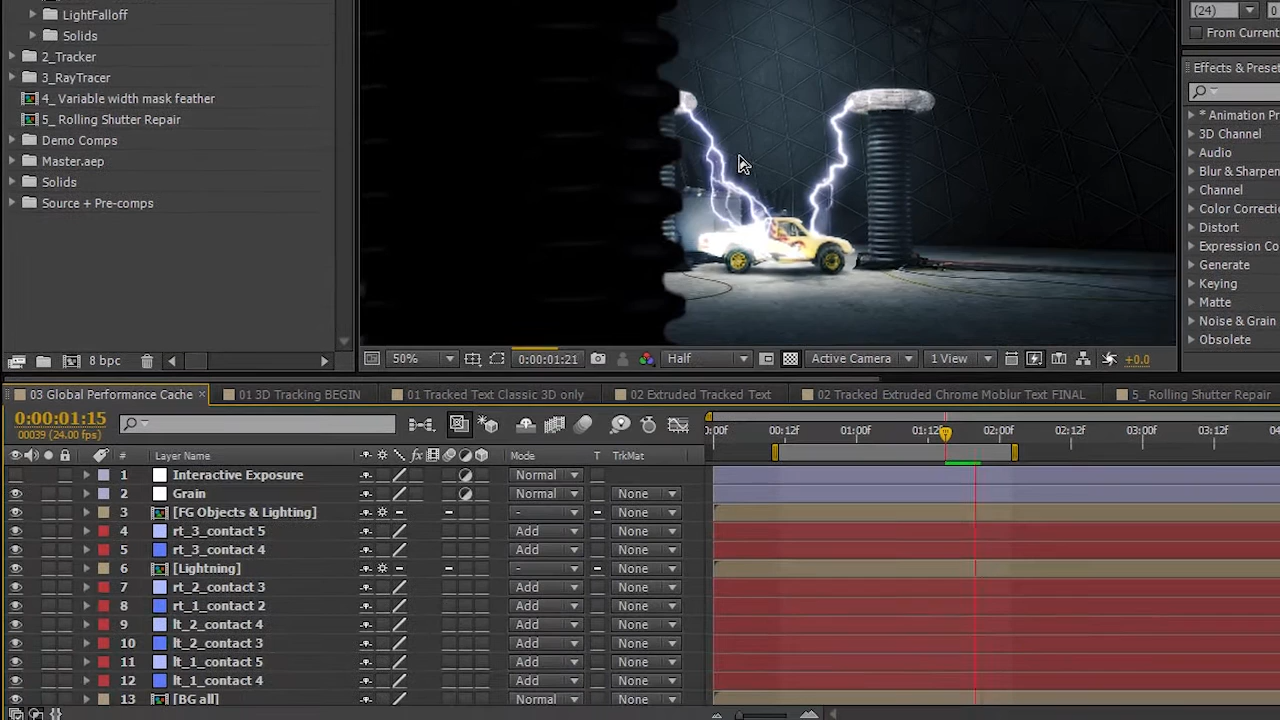 LightFalloff
Solids
2_Tracker
3_RayTracer
4_ Variable width mask feather
5_ Rolling Shutter Repair
Demo Comps
Master.aep
Solids
Source + Pre-comps
8 bpc
50%
0:00:01:21
Half
Active Camera
1 View
+0.0
(24)
0
From Current
Effects & Prese
* Animation Pr
3D Channel
Audio
Blur & Sharpen
Channel
Color Correctio
Distort
Expression Co
Generate
Keying
Matte
Noise & Grain
Obsolete
03 Global Performance Cache
01 3D Tracking BEGIN
01 Tracked Text Classic 3D only
02 Extruded Tracked Text
02 Tracked Extruded Chrome Moblur Text FINAL
5_ Rolling Shutter Repair
0:00:01:15
00039 (24.00 fps)
:00f 00:12f 01:00f 01:12f 02:00f 02:12f 03:00f 03:12f 04:
# Layer Name Mode T TrkMat
1 Interactive Exposure Normal
2 Grain Normal None
3 [FG Objects & Lighting] - None
4 rt_3_contact 5 Add None
5 rt_3_contact 4 Add None
6 [Lightning] - None
7 rt_2_contact 3 Add None
8 rt_1_contact 2 Add None
9 lt_2_contact 4 Add None
10 lt_2_contact 3 Add None
11 lt_1_contact 5 Add None
12 lt_1_contact 4 Add None
13 [BG all] Normal None